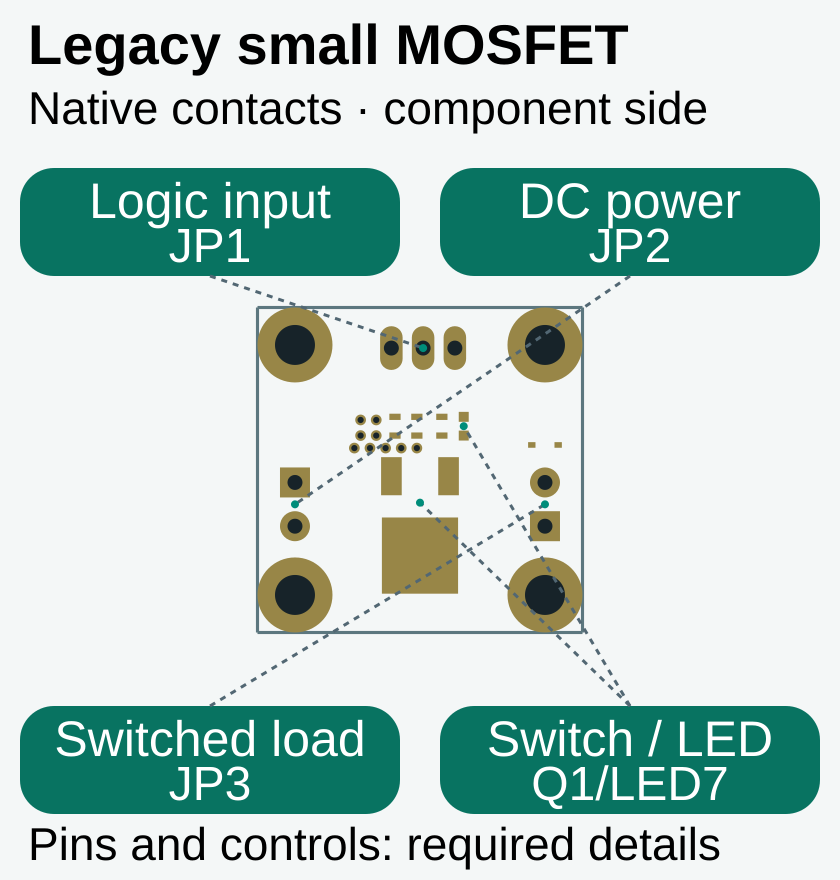 Legacy small MOSFET
Native contacts · component side
Logic input
JP1
DC power
JP2
Switched load
JP3
Switch / LED
Q1/LED7
Pins and controls: required details